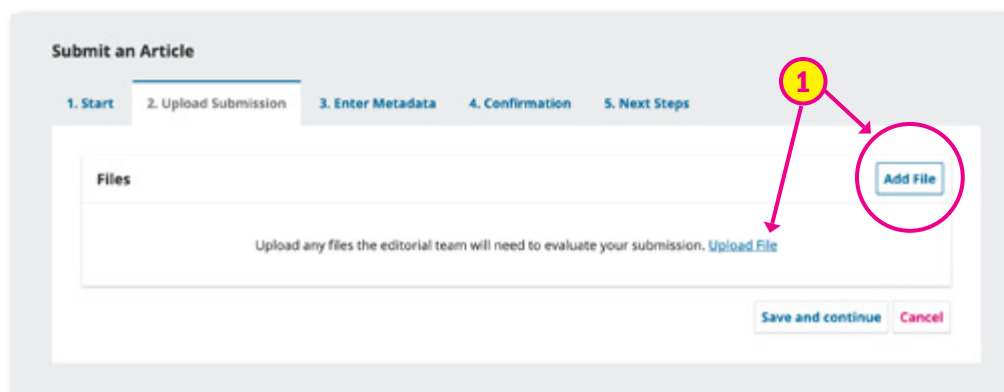 Submit an Article
1. Start 2. Upload Submission 3. Enter Metadata 4. Confirmation 5. Next Steps
1
Files Add File
Upload any files the editorial team will need to evaluate your submission. Upload File
Save and continue Cancel